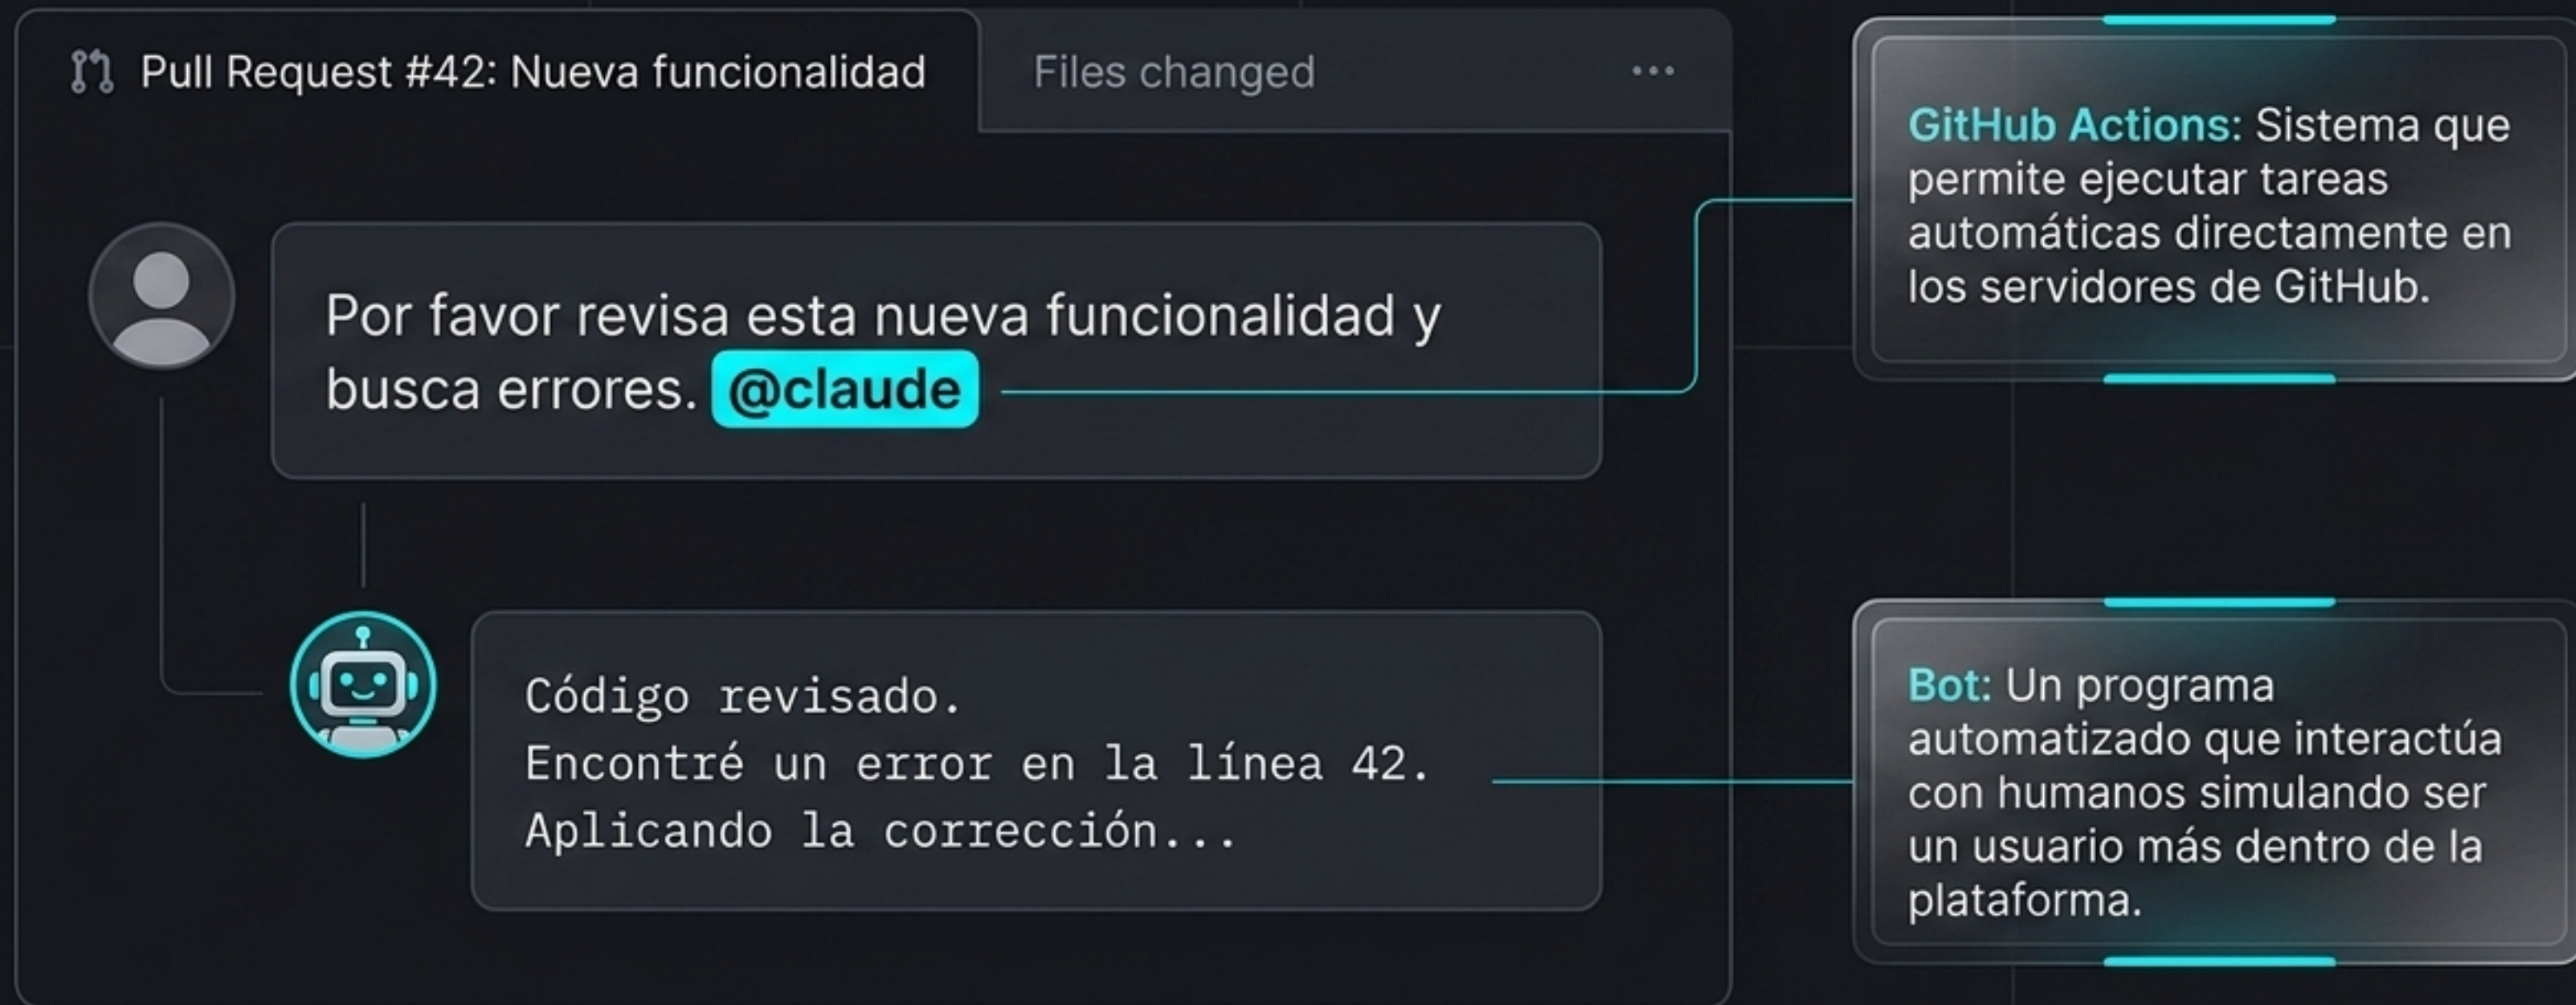 Pull Request #42: Nueva funcionalidad
Files changed
Por favor revisa esta nueva funcionalidad y
busca errores. @claude
Código revisado.
Encontré un error en la línea 42.
Aplicando la corrección...
GitHub Actions: Sistema que
permite ejecutar tareas
automáticas directamente en
los servidores de GitHub.
Bot: Un programa
automatizado que interactúa
con humanos simulando ser
un usuario más dentro de la
plataforma.